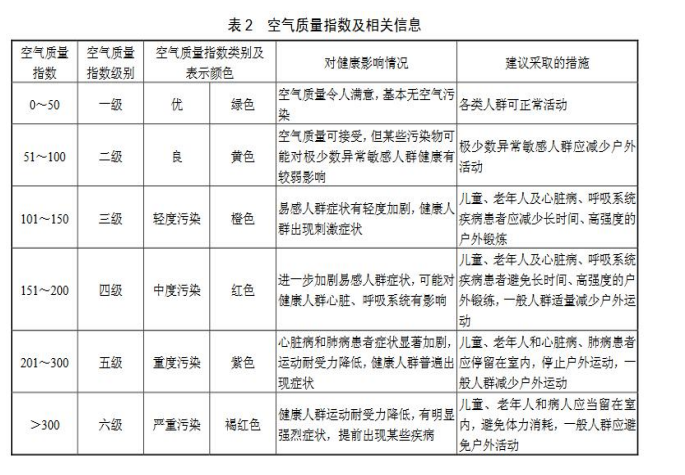 表 2 空气质量指数及相关信息
空气质量
指数
空气质量
指数级别
空气质量指数类别及
表示颜色
对健康影响情况
建议采取的措施
0～50
一级
优
绿色
空气质量令人满意，基本无空气污
染
各类人群可正常活动
51～100
二级
良
黄色
空气质量可接受，但某些污染物可
能对极少数异常敏感人群健康有
较弱影响
极少数异常敏感人群应减少户外
活动
101～150
三级
轻度污染
橙色
易感人群症状有轻度加剧，健康人
群出现刺激症状
儿童、老年人及心脏病、呼吸系统
疾病患者应减少长时间、高强度的
户外锻炼
151～200
四级
中度污染
红色
进一步加剧易感人群症状，可能对
健康人群心脏、呼吸系统有影响
儿童、老年人及心脏病、呼吸系统
疾病患者避免长时间、高强度的户
外锻炼，一般人群适量减少户外运
动
201～300
五级
重度污染
紫色
心脏病和肺病患者症状显著加剧，
运动耐受力降低，健康人群普遍出
现症状
儿童、老年人和心脏病、肺病患者
应停留在室内，停止户外运动，一
般人群减少户外运动
>300
六级
严重污染
褐红色
健康人群运动耐受力降低，有明显
强烈症状，提前出现某些疾病
儿童、老年人和病人应当留在室
内，避免体力消耗，一般人群应避
免户外活动